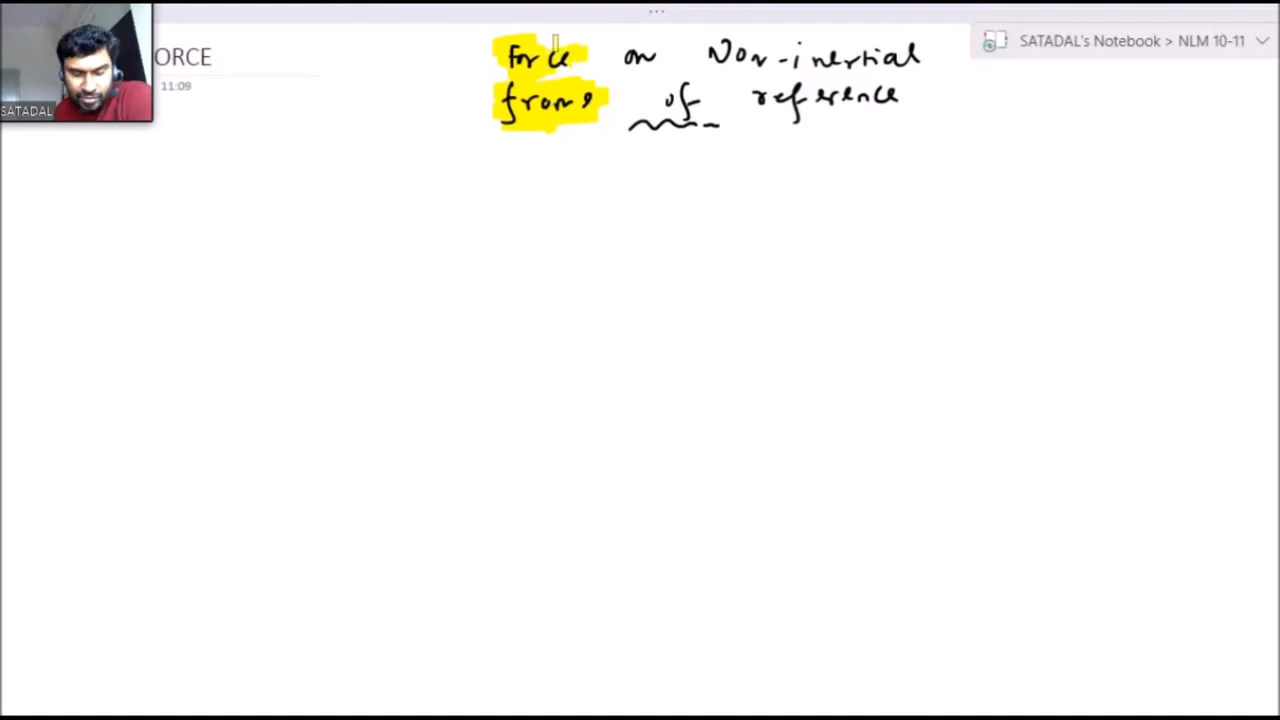 ORCE
11:09
SATADAL
SATADAL's Notebook > NLM 10-11
Force on Non-inertial
frame of reference